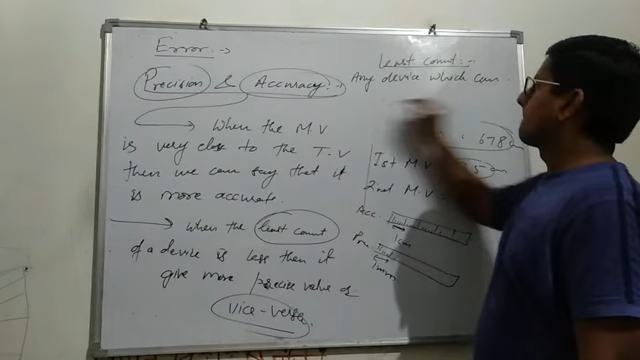 Error :→
Precision & Accuracy :→
→ When the M.V
is very close to the T.V
then we can say that it
is more accurate.
→ When the least count
of a device is less then it
give more precise value &
vice-versa.
Least count :-
Any device which can
678
Ist M.V
5
2nd M.V
Acc.
1cm
Pre.
1mm